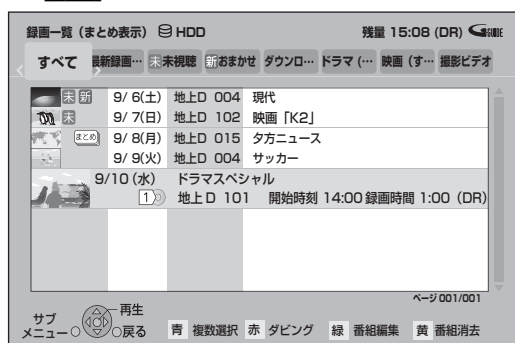 録画一覧（まとめ表示） HDD 残量 15:08 (DR) GGUIDE
すべて 最新録画… 未 未視聴 新 おまかせ ダウンロ… ドラマ (… 映画（す… 撮影ビデオ
未 新 9/ 6(土) 地上D 004 現代
未 9/ 7(日) 地上D 102 映画「K2」
まとめ 9/ 8(月) 地上D 015 夕方ニュース
9/ 9(火) 地上D 004 サッカー
9/10 (水) ドラマスペシャル
1 地上D 101 開始時刻 14:00 録画時間 1:00 (DR)
ページ 001/001
サブ
メニュー 再生
戻る
青 複数選択 赤 ダビング 緑 番組編集 黄 番組消去